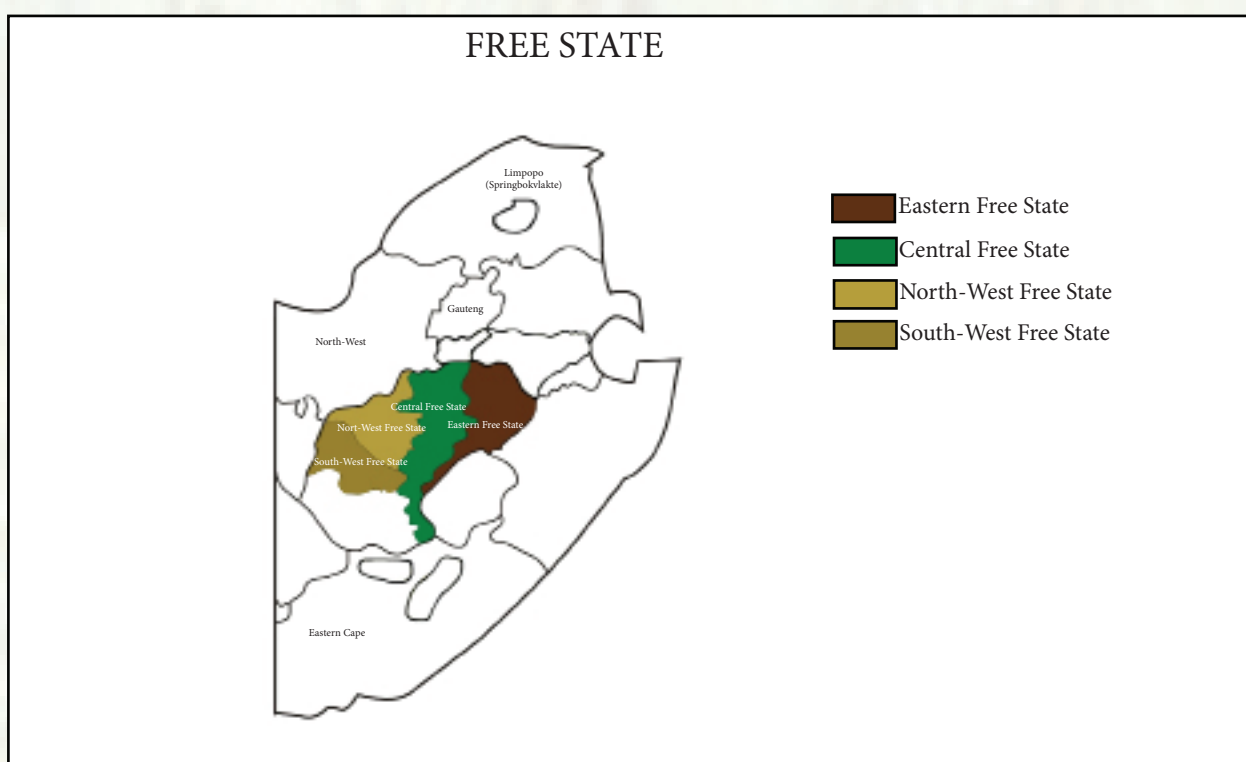 FREE STATE
Limpopo
(Springbokvlakte)
Eastern Free State
Central Free State
North-West Free State
South-West Free State
Gauteng
North-West
Central Free State
Nort-West Free State
Eastern Free State
South-West Free State
Eastern Cape